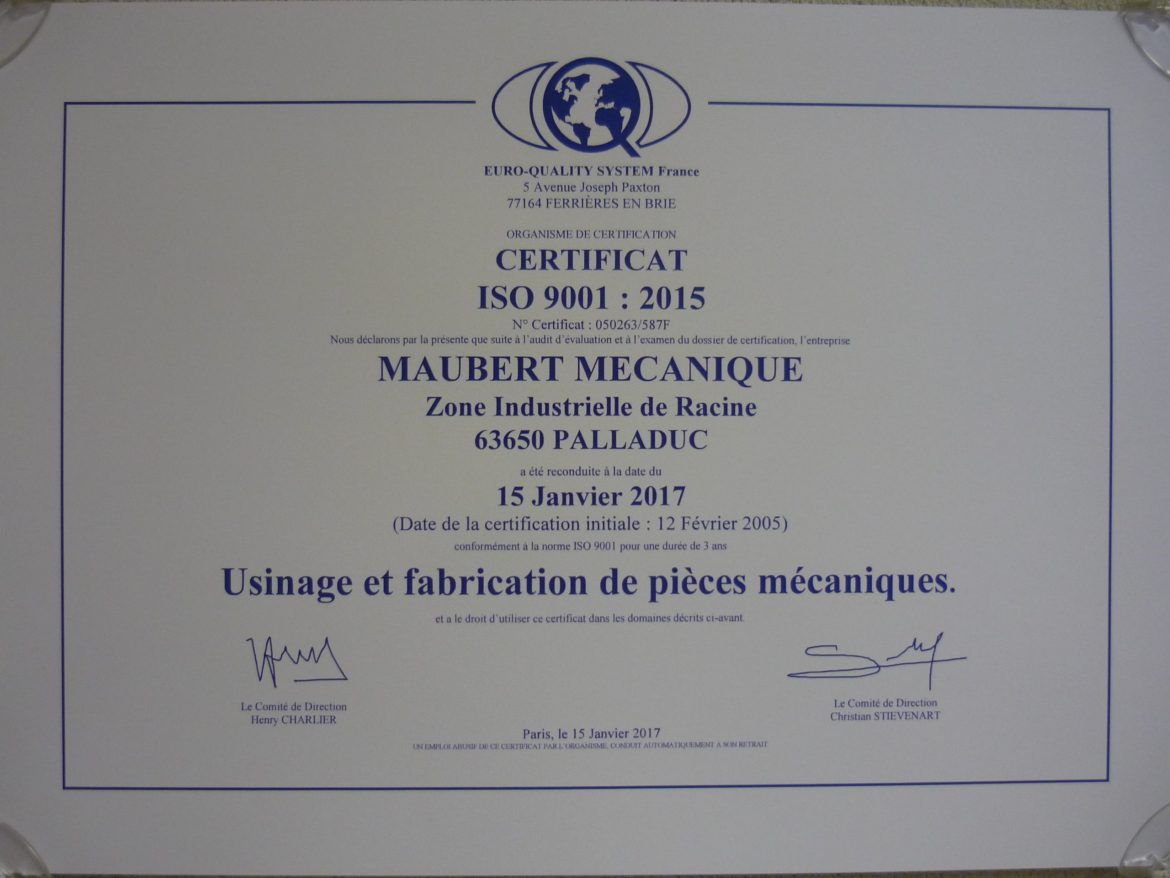 EURO-QUALITY SYSTEM France
5 Avenue Joseph Paxton
77164 FERRIÈRES EN BRIE
ORGANISME DE CERTIFICATION
CERTIFICAT
ISO 9001 : 2015
N° Certificat : 050263/587F
Nous déclarons par la présente que suite à l'audit d'évaluation et à l'examen du dossier de certification, l'entreprise
MAUBERT MECANIQUE
Zone Industrielle de Racine
63650 PALLADUC
a été reconduite à la date du
15 Janvier 2017
(Date de la certification initiale : 12 Février 2005)
conformément à la norme ISO 9001 pour une durée de 3 ans
Usinage et fabrication de pièces mécaniques.
et a le droit d'utiliser ce certificat dans les domaines décrits ci-avant.
Le Comité de Direction
Henry CHARLIER
Le Comité de Direction
Christian STIEVENART
Paris, le 15 Janvier 2017
UN EMPLOI ABUSIF DE CE CERTIFICAT PAR L'ORGANISME, CONDUIT AUTOMATIQUEMENT A SON RETRAIT